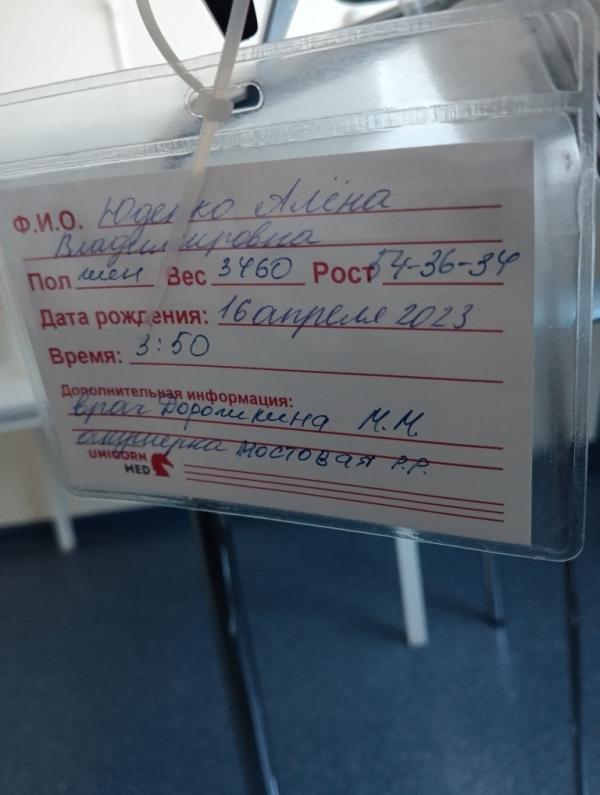 Ф.И.О. Юденко Алёна
Владимировна
Пол жен Вес 3460 Рост 54-36-34
Дата рождения: 16 апреля 2023
Время: 3:50
Дополнительная информация:
врач М.М.
акушерка Мостовая Р.Р.
UNICORN
MED